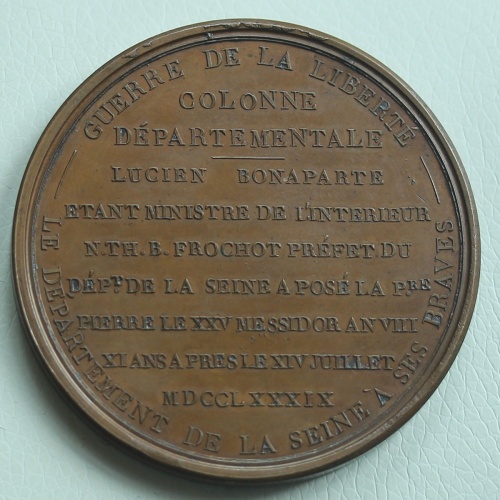 GUERRE DE LA LIBERTÉ
COLONNE
DÉPARTEMENTALE
LUCIEN BONAPARTE
ETANT MINISTRE DE L'INTERIEUR
N. TH. B. FROCHOT PRÉFET DU
DÉPT. DE LA SEINE A POSÉ LA PRE
PIERRE LE XXV MESSIDOR AN VIII
XI ANS APRES LE XIV JUILLET
MDCCLXXXIX
LE DÉPARTEMENT DE LA SEINE À SES BRAVES